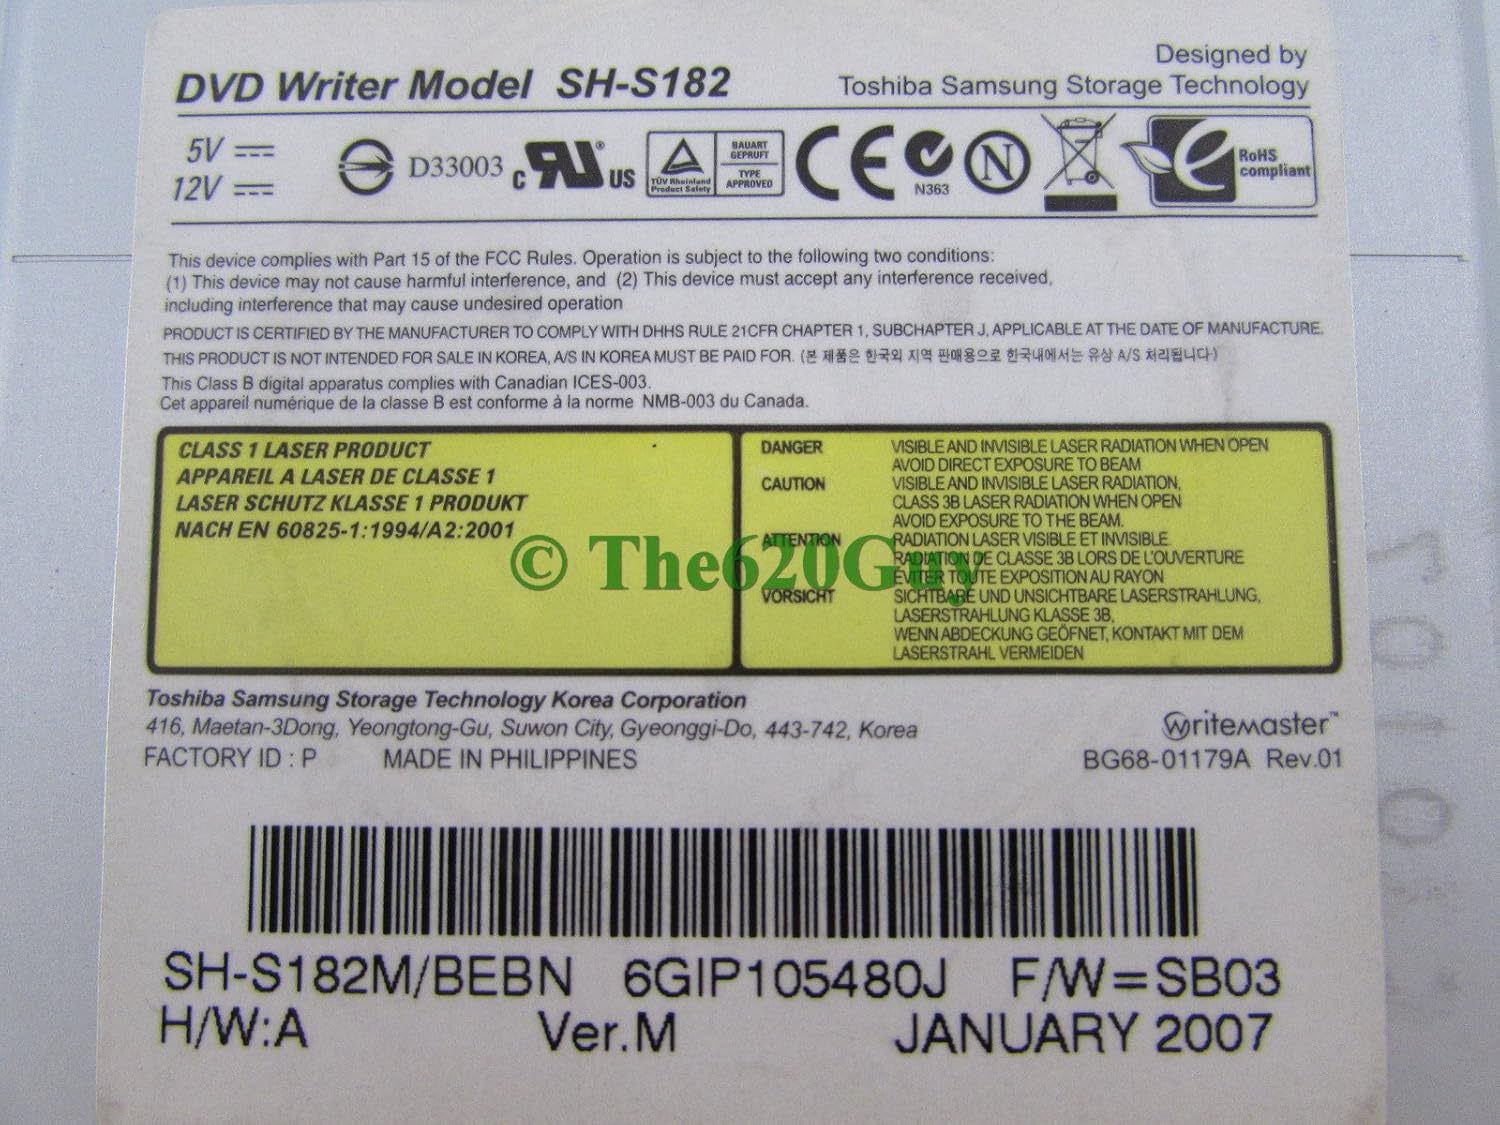 DVD Writer Model SH-S182
Designed by
Toshiba Samsung Storage Technology
5V
12V
D33003
c RU ® US
TÜV Rheinland
Product Safety
BAUART
GEPRÜFT
TYPE
APPROVED
CE
N363
N
RoHS
compliant
This device complies with Part 15 of the FCC Rules. Operation is subject to the following two conditions:
(1) This device may not cause harmful interference, and (2) This device must accept any interference received,
including interference that may cause undesired operation
PRODUCT IS CERTIFIED BY THE MANUFACTURER TO COMPLY WITH DHHS RULE 21CFR CHAPTER 1, SUBCHAPTER J, APPLICABLE AT THE DATE OF MANUFACTURE.
THIS PRODUCT IS NOT INTENDED FOR SALE IN KOREA, A/S IN KOREA MUST BE PAID FOR. (본 제품은 한국외 지역 판매용으로 한국내에서는 유상 A/S 처리됩니다)
This Class B digital apparatus complies with Canadian ICES-003.
Cet appareil numérique de la classe B est conforme à la norme NMB-003 du Canada.
CLASS 1 LASER PRODUCT
APPAREIL A LASER DE CLASSE 1
LASER SCHUTZ KLASSE 1 PRODUKT
NACH EN 60825-1:1994/A2:2001
DANGER VISIBLE AND INVISIBLE LASER RADIATION WHEN OPEN
AVOID DIRECT EXPOSURE TO BEAM
CAUTION VISIBLE AND INVISIBLE LASER RADIATION,
CLASS 3B LASER RADIATION WHEN OPEN
AVOID EXPOSURE TO THE BEAM.
ATTENTION RADIATION LASER VISIBLE ET INVISIBLE
RADIATION DE CLASSE 3B LORS DE L'OUVERTURE
ÉVITER TOUTE EXPOSITION AU RAYON
VORSICHT SICHTBARE UND UNSICHTBARE LASERSTRAHLUNG,
LASERSTRAHLUNG KLASSE 3B,
WENN ABDECKUNG GEÖFNET, KONTAKT MIT DEM
LASERSTRAHL VERMEIDEN
© The620Guy
Toshiba Samsung Storage Technology Korea Corporation
416, Maetan-3Dong, Yeongtong-Gu, Suwon City, Gyeonggi-Do, 443-742, Korea
FACTORY ID : P MADE IN PHILIPPINES
Writemaster™
BG68-01179A Rev.01
SH-S182M/BEBN 6GIP105480J F/W=SB03
H/W:A Ver.M JANUARY 2007